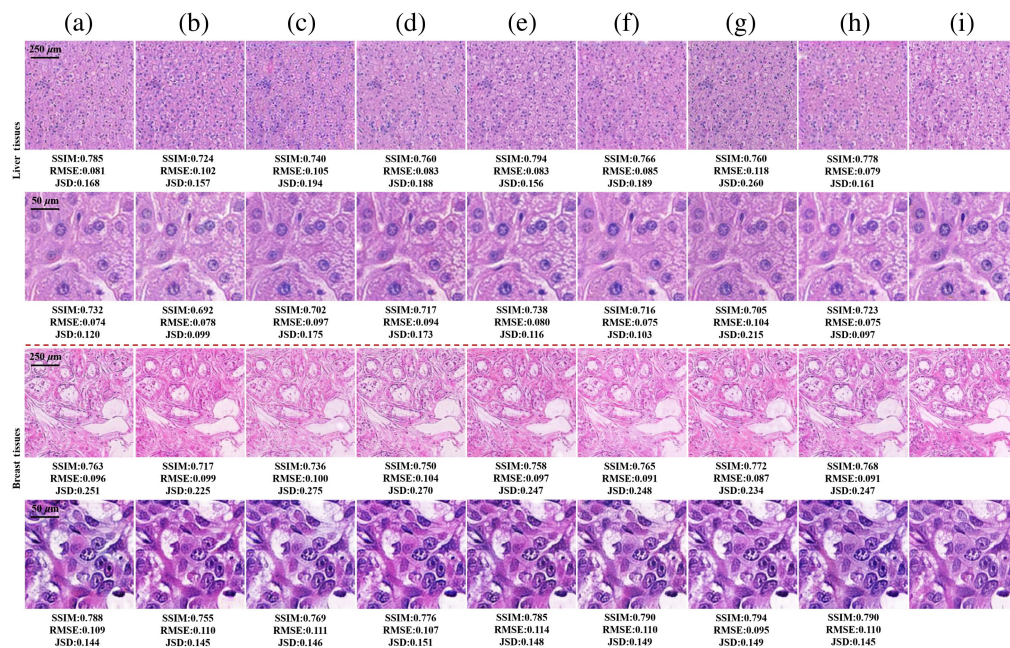 (a) (b) (c) (d) (e) (f) (g) (h) (i)
Liver tissues
250 µm
SSIM:0.785 SSIM:0.724 SSIM:0.740 SSIM:0.760 SSIM:0.794 SSIM:0.766 SSIM:0.760 SSIM:0.778
RMSE:0.081 RMSE:0.102 RMSE:0.105 RMSE:0.083 RMSE:0.083 RMSE:0.085 RMSE:0.118 RMSE:0.079
JSD:0.168 JSD:0.157 JSD:0.194 JSD:0.188 JSD:0.156 JSD:0.189 JSD:0.260 JSD:0.161
50 µm
SSIM:0.732 SSIM:0.692 SSIM:0.702 SSIM:0.717 SSIM:0.738 SSIM:0.716 SSIM:0.705 SSIM:0.723
RMSE:0.074 RMSE:0.078 RMSE:0.097 RMSE:0.094 RMSE:0.080 RMSE:0.075 RMSE:0.104 RMSE:0.075
JSD:0.120 JSD:0.099 JSD:0.175 JSD:0.173 JSD:0.116 JSD:0.103 JSD:0.215 JSD:0.097
Breast tissues
250 µm
SSIM:0.763 SSIM:0.717 SSIM:0.736 SSIM:0.750 SSIM:0.758 SSIM:0.765 SSIM:0.772 SSIM:0.768
RMSE:0.096 RMSE:0.099 RMSE:0.100 RMSE:0.104 RMSE:0.097 RMSE:0.091 RMSE:0.087 RMSE:0.091
JSD:0.251 JSD:0.225 JSD:0.275 JSD:0.270 JSD:0.247 JSD:0.248 JSD:0.234 JSD:0.247
50 µm
SSIM:0.788 SSIM:0.755 SSIM:0.769 SSIM:0.776 SSIM:0.785 SSIM:0.790 SSIM:0.794 SSIM:0.790
RMSE:0.109 RMSE:0.110 RMSE:0.111 RMSE:0.107 RMSE:0.114 RMSE:0.110 RMSE:0.095 RMSE:0.110
JSD:0.144 JSD:0.145 JSD:0.146 JSD:0.151 JSD:0.148 JSD:0.149 JSD:0.149 JSD:0.145